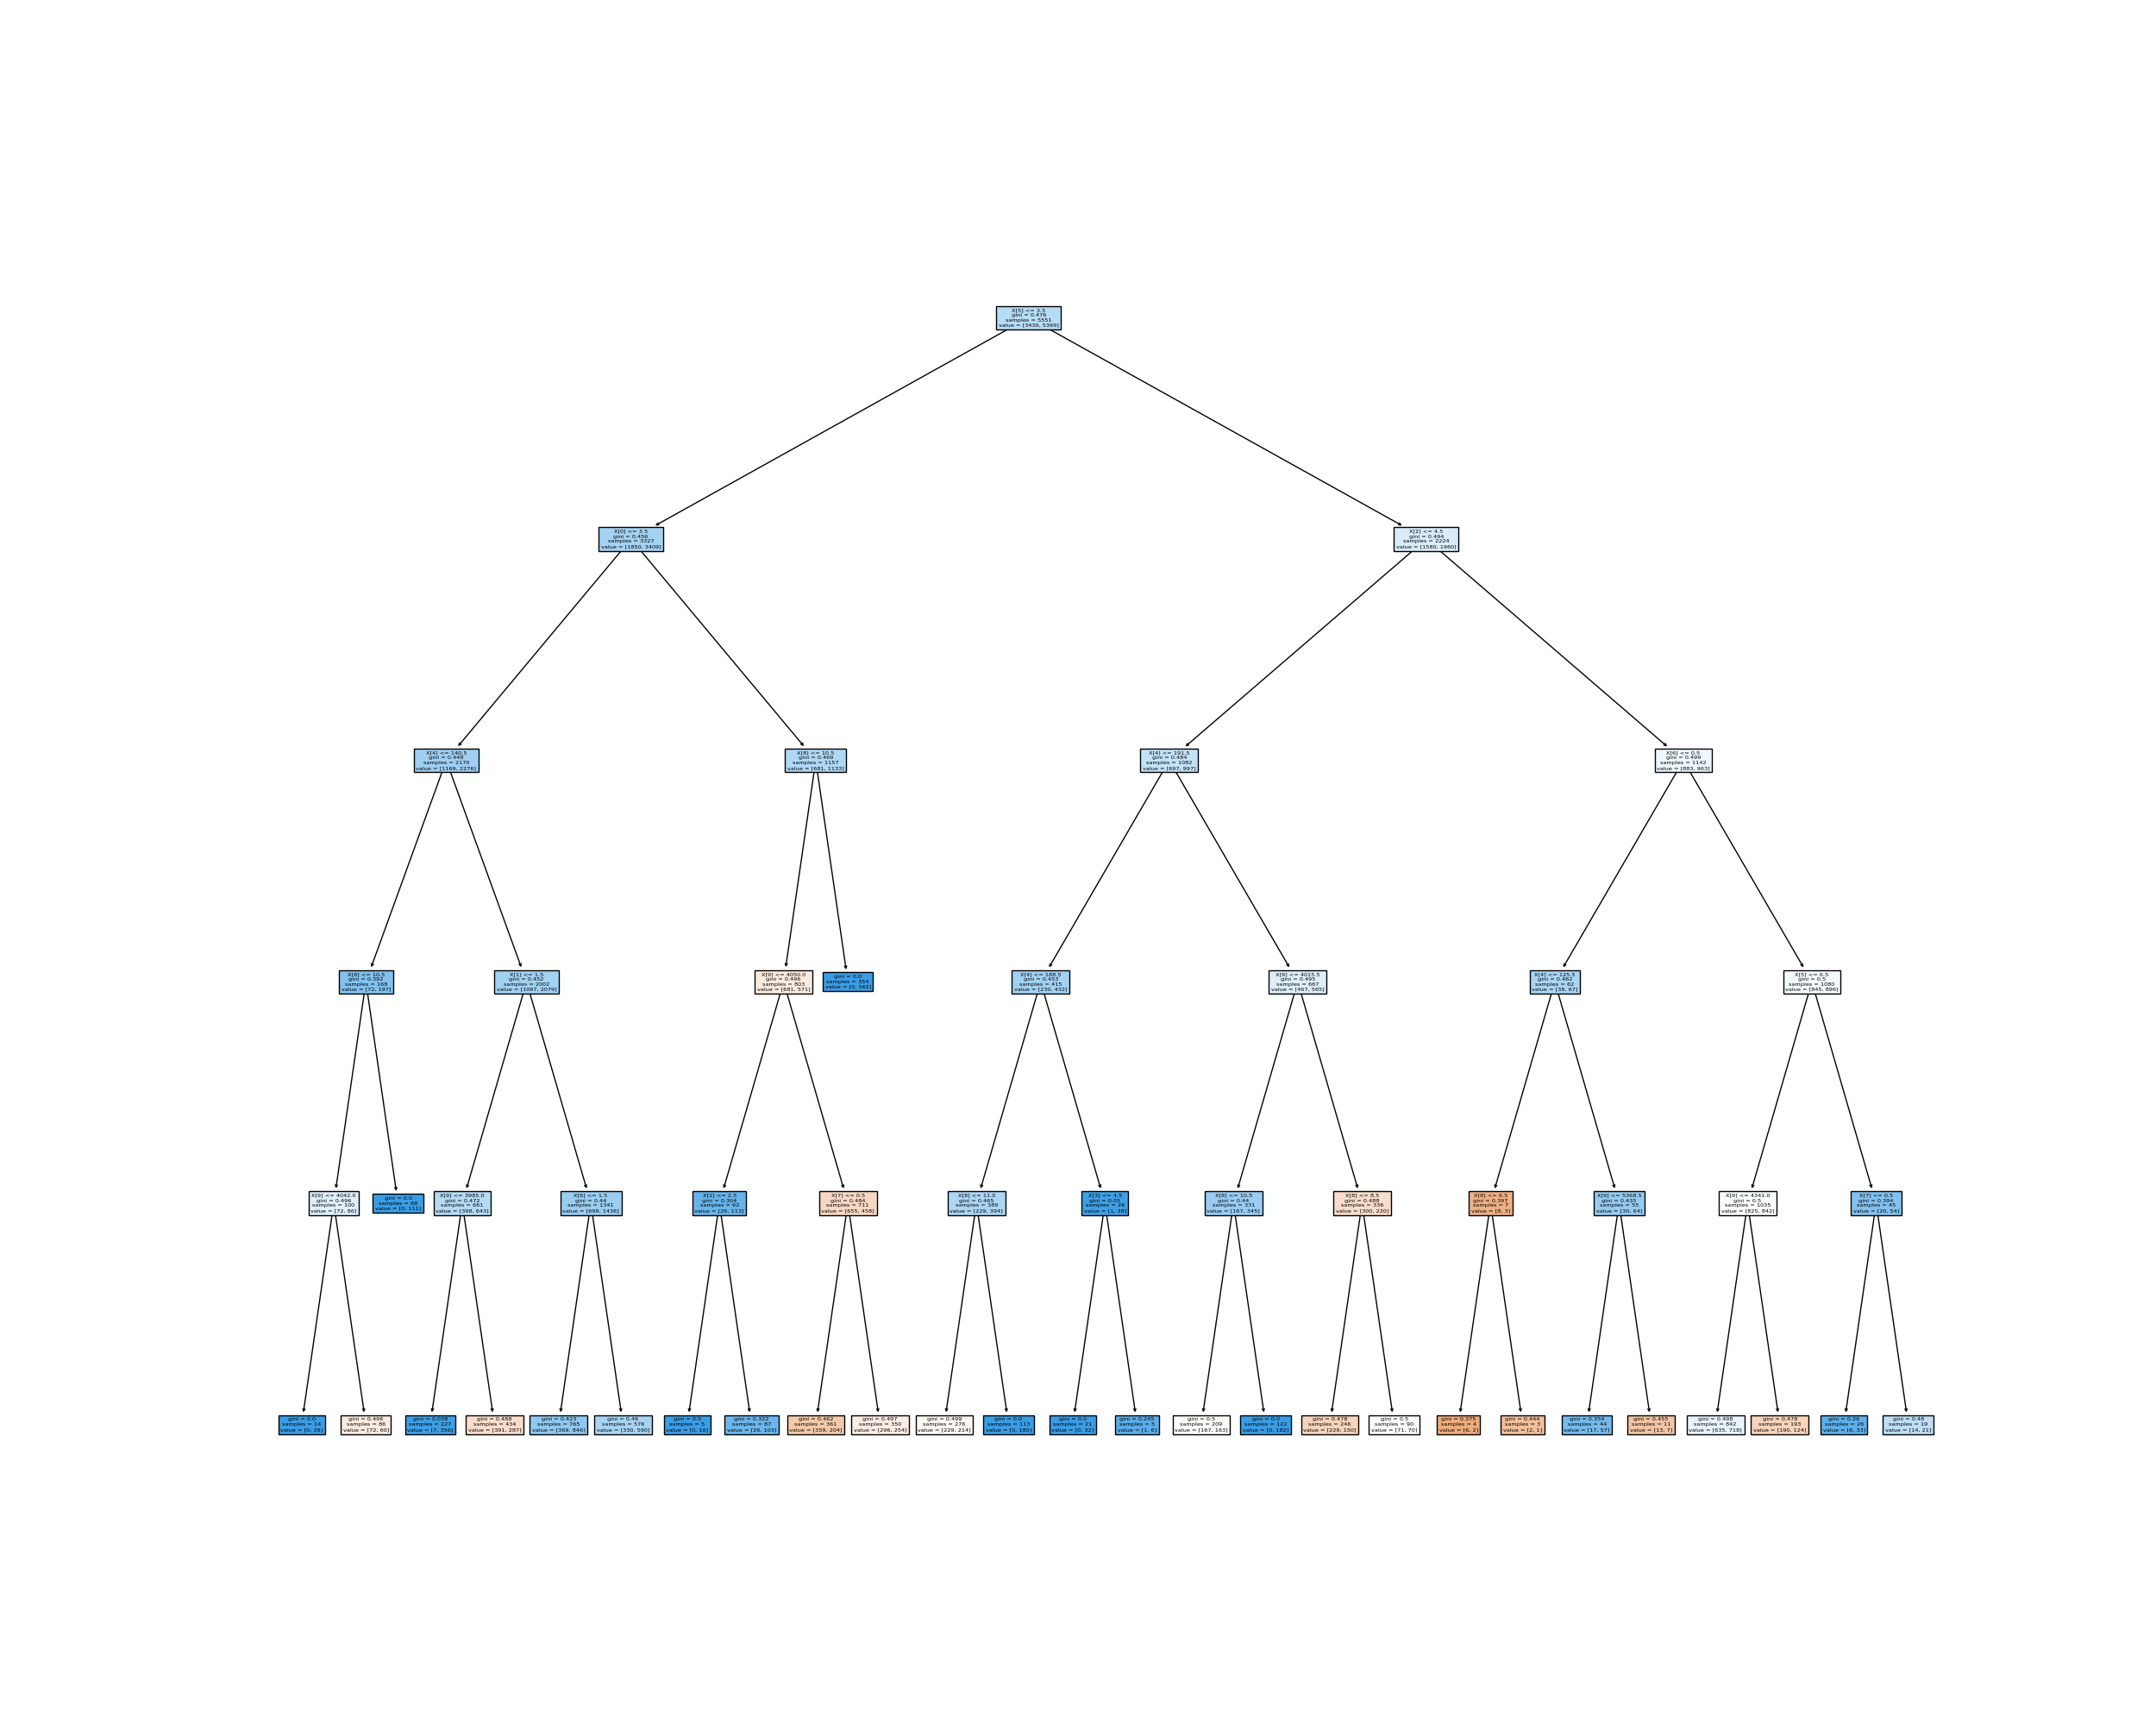 X[5] <= 3.5
gini = 0.476
samples = 5551
value = [3430, 5369]
X[0] <= 3.5
gini = 0.456
samples = 3327
value = [1850, 3409]
X[2] <= 4.5
gini = 0.494
samples = 2224
value = [1580, 1960]
X[4] <= 140.5
gini = 0.448
samples = 2170
value = [1169, 2276]
X[8] <= 10.5
gini = 0.469
samples = 1157
value = [681, 1133]
X[4] <= 191.5
gini = 0.484
samples = 1082
value = [697, 997]
X[6] <= 0.5
gini = 0.499
samples = 1142
value = [883, 963]
X[8] <= 10.5
gini = 0.392
samples = 168
value = [72, 197]
X[1] <= 1.5
gini = 0.452
samples = 2002
value = [1097, 2079]
X[9] <= 4050.0
gini = 0.496
samples = 803
value = [681, 571]
gini = 0.0
samples = 354
value = [0, 562]
X[4] <= 188.5
gini = 0.453
samples = 415
value = [230, 432]
X[9] <= 4015.5
gini = 0.495
samples = 667
value = [467, 565]
X[4] <= 125.5
gini = 0.462
samples = 62
value = [38, 67]
X[5] <= 6.5
gini = 0.5
samples = 1080
value = [845, 896]
X[9] <= 4042.0
gini = 0.496
samples = 100
value = [72, 86]
gini = 0.0
samples = 68
value = [0, 111]
X[9] <= 3985.0
gini = 0.472
samples = 661
value = [398, 643]
X[6] <= 1.5
gini = 0.44
samples = 1341
value = [699, 1436]
X[2] <= 2.5
gini = 0.304
samples = 92
value = [26, 113]
X[7] <= 0.5
gini = 0.484
samples = 711
value = [655, 458]
X[8] <= 11.0
gini = 0.465
samples = 389
value = [229, 394]
X[3] <= 4.5
gini = 0.05
samples = 26
value = [1, 38]
X[8] <= 10.5
gini = 0.44
samples = 331
value = [167, 345]
X[8] <= 8.5
gini = 0.488
samples = 336
value = [300, 220]
X[8] <= 6.5
gini = 0.397
samples = 7
value = [8, 3]
X[9] <= 5368.5
gini = 0.435
samples = 55
value = [30, 64]
X[9] <= 4341.0
gini = 0.5
samples = 1035
value = [825, 842]
X[7] <= 0.5
gini = 0.394
samples = 45
value = [20, 54]
gini = 0.0
samples = 14
value = [0, 26]
gini = 0.496
samples = 86
value = [72, 60]
gini = 0.038
samples = 227
value = [7, 356]
gini = 0.488
samples = 434
value = [391, 287]
gini = 0.423
samples = 765
value = [369, 846]
gini = 0.46
samples = 576
value = [330, 590]
gini = 0.0
samples = 5
value = [0, 10]
gini = 0.322
samples = 87
value = [26, 103]
gini = 0.462
samples = 361
value = [359, 204]
gini = 0.497
samples = 350
value = [296, 254]
gini = 0.499
samples = 276
value = [229, 214]
gini = 0.0
samples = 113
value = [0, 180]
gini = 0.0
samples = 21
value = [0, 32]
gini = 0.245
samples = 5
value = [1, 6]
gini = 0.5
samples = 209
value = [167, 163]
gini = 0.0
samples = 122
value = [0, 182]
gini = 0.478
samples = 246
value = [229, 150]
gini = 0.5
samples = 90
value = [71, 70]
gini = 0.375
samples = 4
value = [6, 2]
gini = 0.444
samples = 3
value = [2, 1]
gini = 0.354
samples = 44
value = [17, 57]
gini = 0.455
samples = 11
value = [13, 7]
gini = 0.498
samples = 842
value = [635, 718]
gini = 0.478
samples = 193
value = [190, 124]
gini = 0.26
samples = 26
value = [6, 33]
gini = 0.48
samples = 19
value = [14, 21]